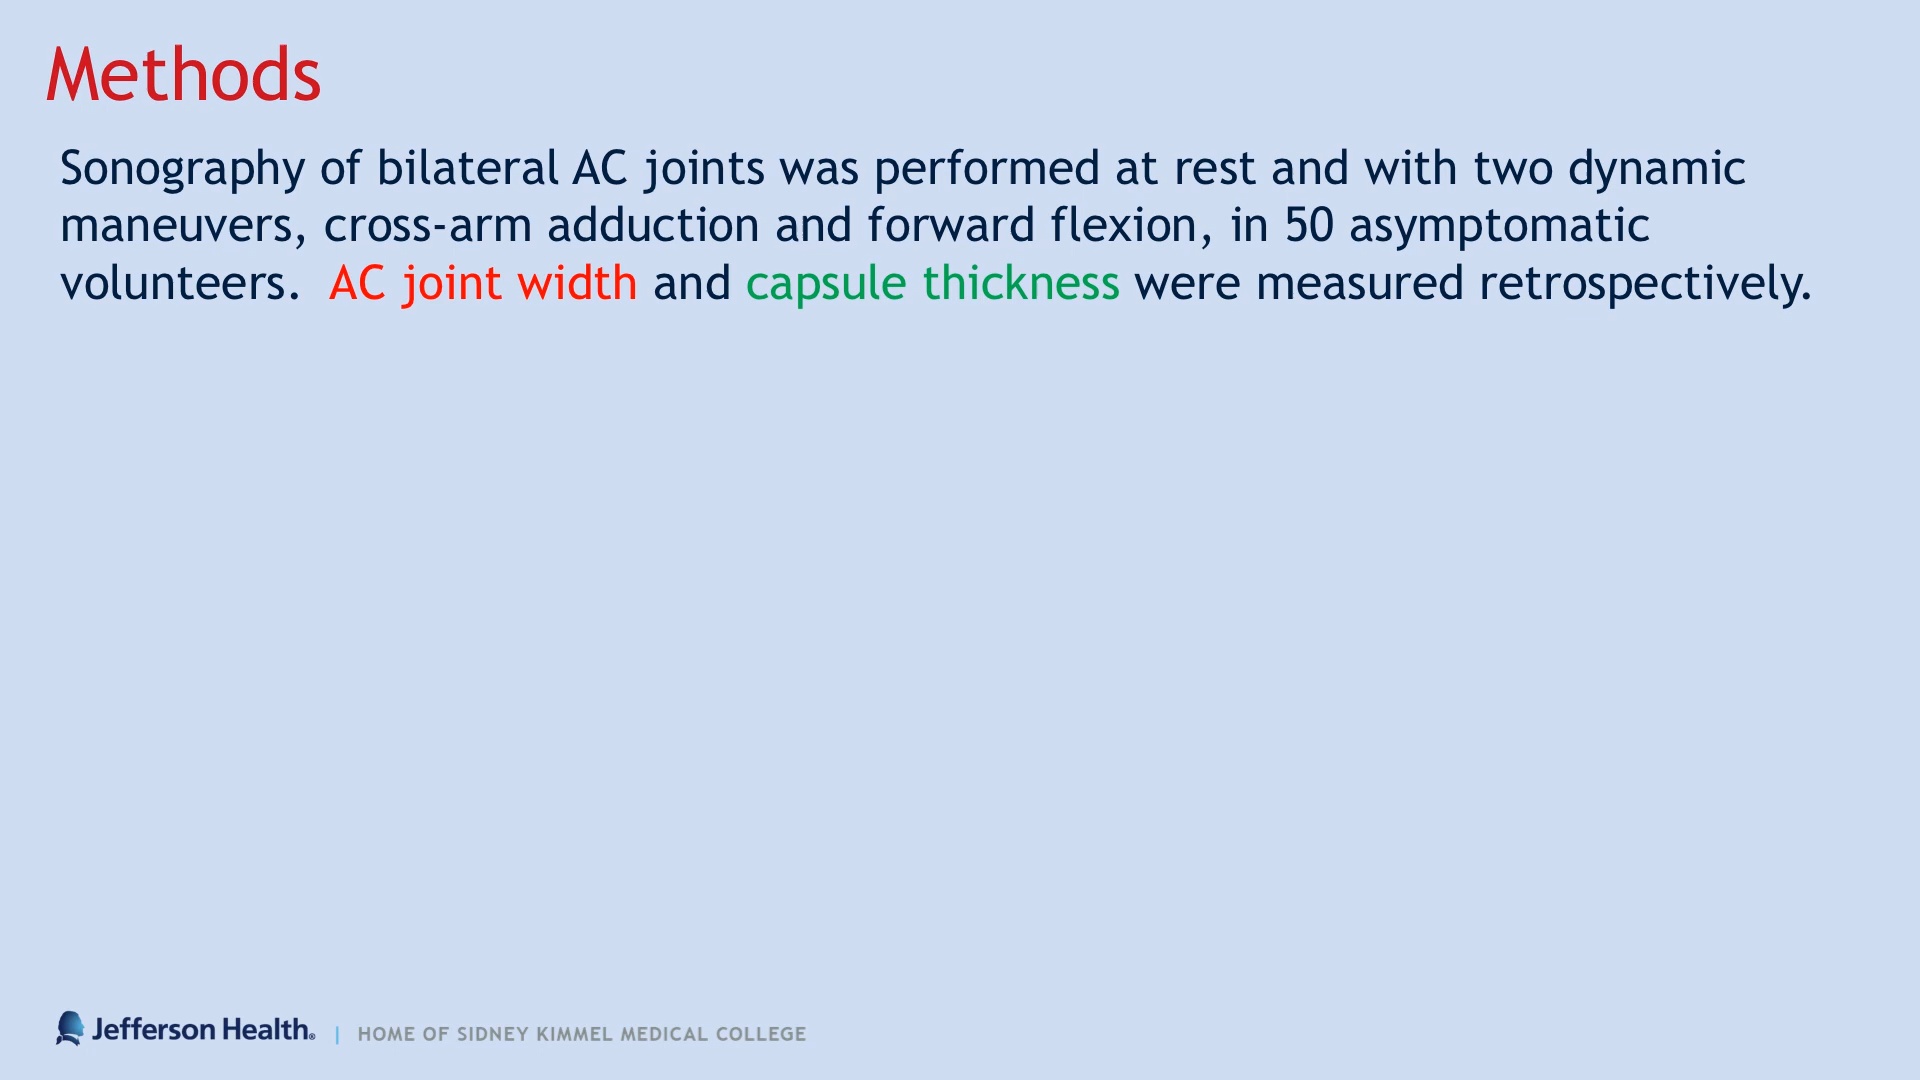 Methods
Sonography of bilateral AC joints was performed at rest and with two dynamic
maneuvers, cross-arm adduction and forward flexion, in 50 asymptomatic
volunteers.  AC joint width and capsule thickness were measured retrospectively.
Jefferson Health® | HOME OF SIDNEY KIMMEL MEDICAL COLLEGE